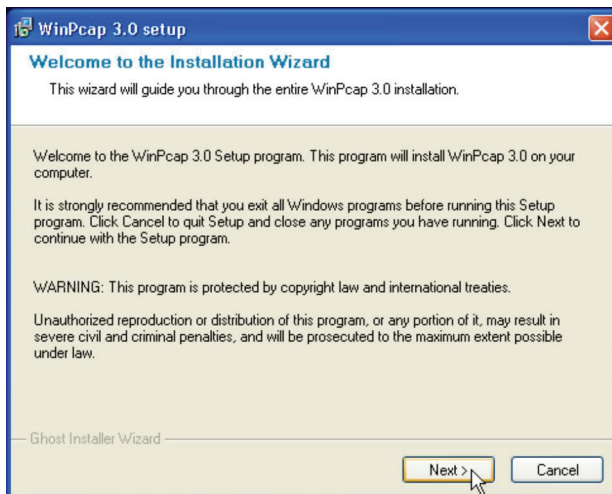 WinPcap 3.0 setup
Welcome to the Installation Wizard
This wizard will guide you through the entire WinPcap 3.0 installation.
Welcome to the WinPcap 3.0 Setup program. This program will install WinPcap 3.0 on your
computer.
It is strongly recommended that you exit all Windows programs before running this Setup
program. Click Cancel to quit Setup and close any programs you have running. Click Next to
continue with the Setup program.
WARNING: This program is protected by copyright law and international treaties.
Unauthorized reproduction or distribution of this program, or any portion of it, may result in
severe civil and criminal penalties, and will be prosecuted to the maximum extent possible
under law.
Ghost Installer Wizard
Next >
Cancel